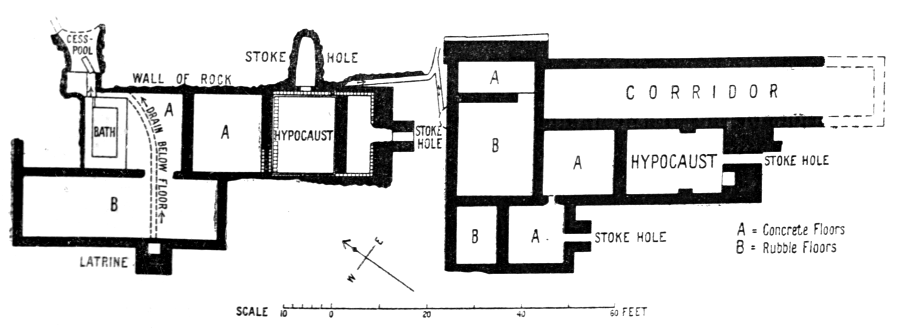 CESS-
POOL
STOKE HOLE
WALL OF ROCK
A
A
BATH
DRAIN BELOW FLOOR
HYPOCAUST
STOKE
HOLE
B
LATRINE
A
CORRIDOR
B
A
HYPOCAUST
STOKE HOLE
B
A
STOKE HOLE
A = Concrete Floors
B = Rubble Floors
E
W
SCALE 10 0 20 40 60 FEET